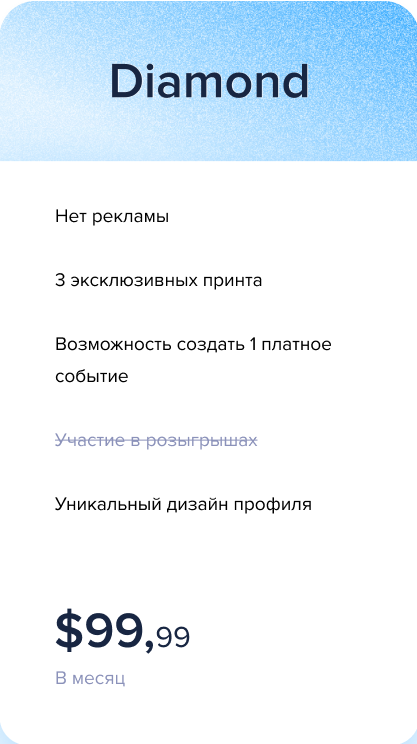 Diamond
Нет рекламы
3 эксклюзивных принта
Возможность создать 1 платное
событие
Участие в розыгрышах
Уникальный дизайн профиля
$99,99
В месяц